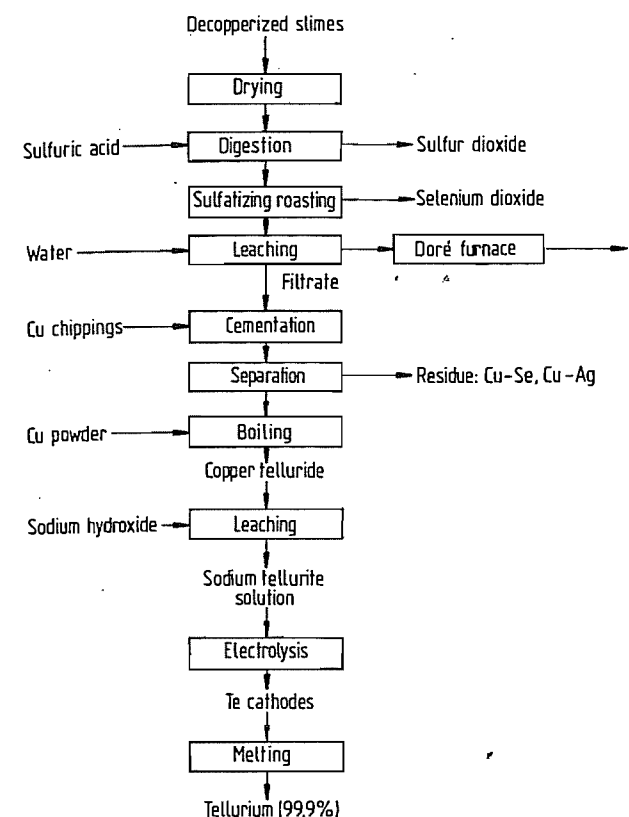 Decopperized slimes
Drying
Sulfuric acid
Digestion
Sulfur dioxide
Sulfatizing roasting
Selenium dioxide
Water
Leaching
Doré furnace
Filtrate
Cu chippings
Cementation
Separation
Residue: Cu-Se, Cu-Ag
Cu powder
Boiling
Copper telluride
Sodium hydroxide
Leaching
Sodium tellurite
solution
Electrolysis
Te cathodes
Melting
Tellurium (99.9%)